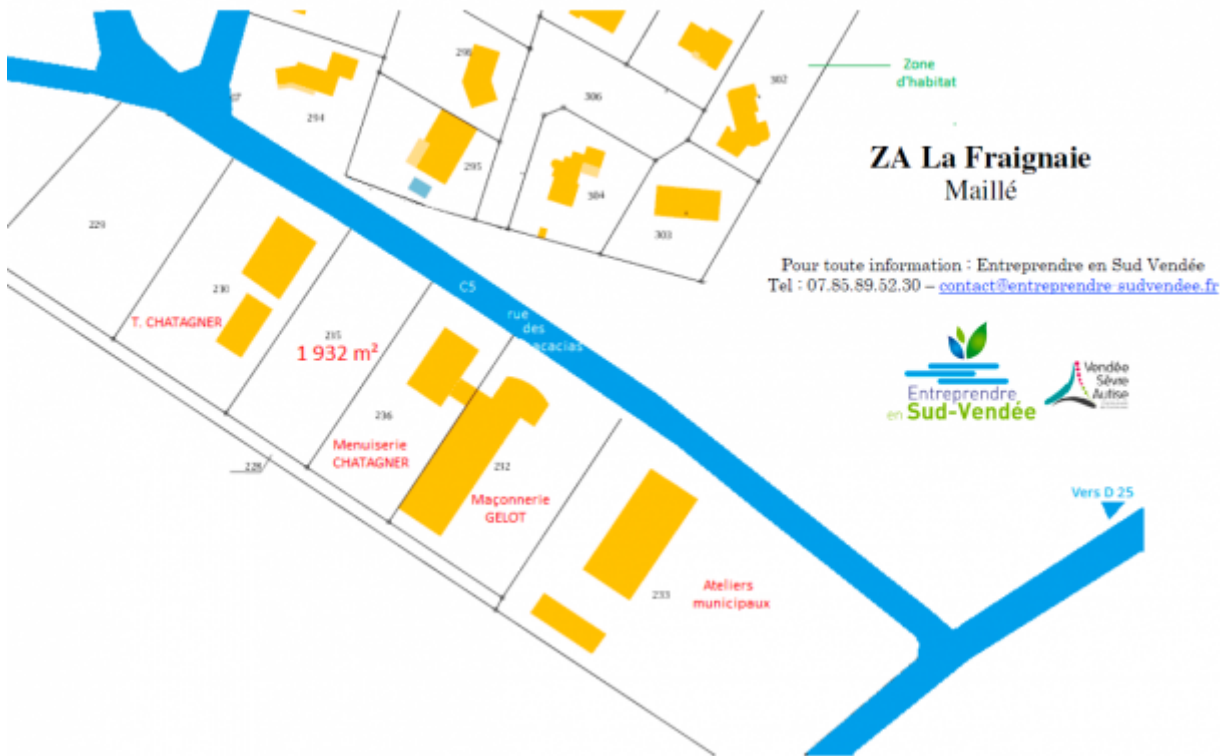 Zone
d'habitat
ZA La Fraignaie
Maillé
Pour toute information : Entreprendre en Sud Vendée
Tel : 07.85.89.52.30 – contact@entreprendre-sudvendee.fr
Entreprendre
en Sud-Vendée
Vendée
Sèvre
Autise
Vers D 25
302
306
294
295
304
303
229
230
T. CHATAGNER
235
1 932 m²
C5
rue
des
acacias
236
Menuiserie
CHATAGNER
228
232
Maçonnerie
GELOT
233
Ateliers
municipaux